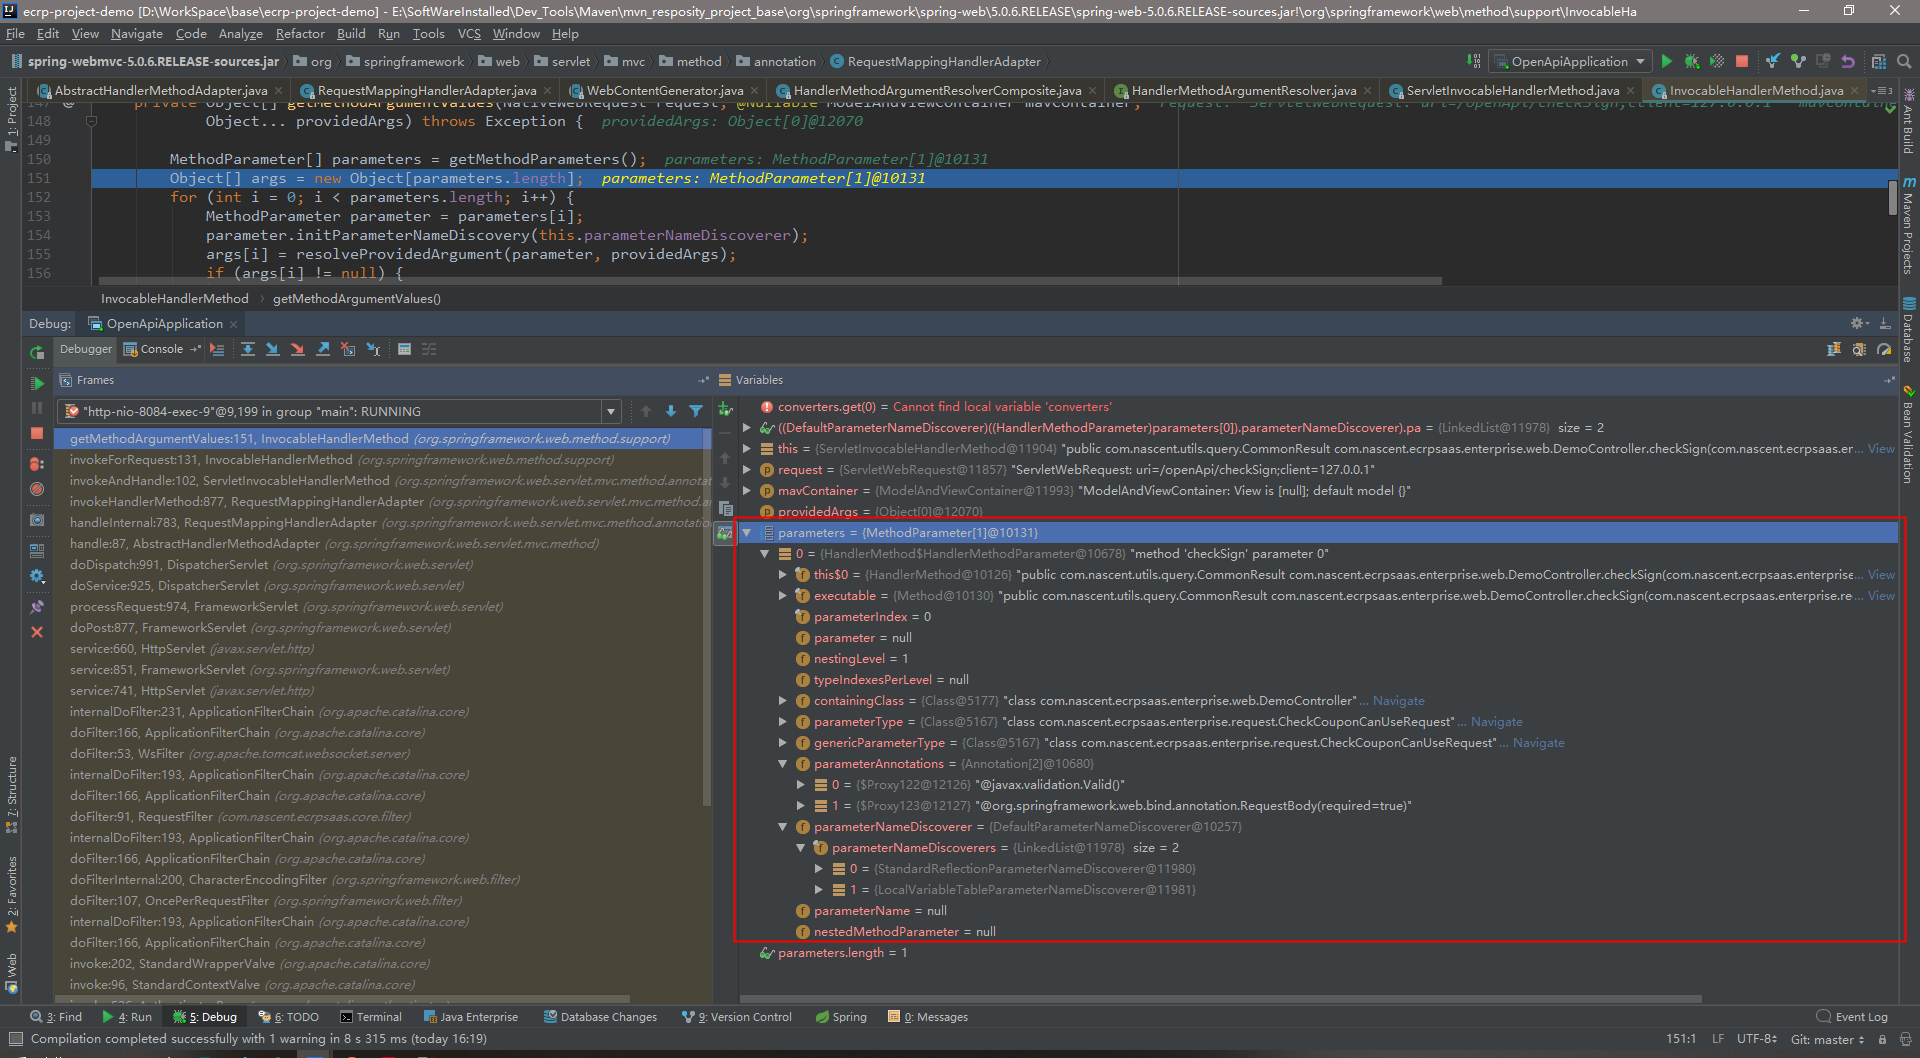 ecrp-project-demo [D:\WorkSpace\base\ecrp-project-demo] - E:\SoftWareInstalled\Dev_Tools\Maven\mvn_resposity_project_base\org\springframework\spring-web\5.0.6.RELEASE\spring-web-5.0.6.RELEASE-sources.jar!\org\springframework\web\method\support\InvocableHa
File Edit View Navigate Code Analyze Refactor Build Run Tools VCS Window Help
spring-webmvc-5.0.6.RELEASE-sources.jar org springframework web servlet mvc method annotation RequestMappingHandlerAdapter OpenApiApplication
AbstractHandlerMethodAdapter.java RequestMappingHandlerAdapter.java WebContentGenerator.java HandlerMethodArgumentResolverComposite.java HandlerMethodArgumentResolver.java ServletInvocableHandlerMethod.java InvocableHandlerMethod.java
147 @ private Object[] getMethodArgumentValues(NativeWebRequest request, @Nullable ModelAndViewContainer mavContainer, request: "ServletWebRequest: uri=/openApi/checkSign;client=127.0.0.1"
148 Object... providedArgs) throws Exception { providedArgs: Object[0]@12070
149
150 MethodParameter[] parameters = getMethodParameters(); parameters: MethodParameter[1]@10131
151 Object[] args = new Object[parameters.length]; parameters: MethodParameter[1]@10131
152 for (int i = 0; i < parameters.length; i++) {
153 MethodParameter parameter = parameters[i];
154 parameter.initParameterNameDiscovery(this.parameterNameDiscoverer);
155 args[i] = resolveProvidedArgument(parameter, providedArgs);
156 if (args[i] != null) {
InvocableHandlerMethod getMethodArgumentValues()
Debug: OpenApiApplication
Debugger Console
Frames
"http-nio-8084-exec-9"@9,199 in group "main": RUNNING
getMethodArgumentValues:151, InvocableHandlerMethod (org.springframework.web.method.support)
invokeForRequest:131, InvocableHandlerMethod (org.springframework.web.method.support)
invokeAndHandle:102, ServletInvocableHandlerMethod (org.springframework.web.servlet.mvc.method.annotat
invokeHandlerMethod:877, RequestMappingHandlerAdapter (org.springframework.web.servlet.mvc.method.an
handleInternal:783, RequestMappingHandlerAdapter (org.springframework.web.servlet.mvc.method.annotation
handle:87, AbstractHandlerMethodAdapter (org.springframework.web.servlet.mvc.method)
doDispatch:991, DispatcherServlet (org.springframework.web.servlet)
doService:925, DispatcherServlet (org.springframework.web.servlet)
processRequest:974, FrameworkServlet (org.springframework.web.servlet)
doPost:877, FrameworkServlet (org.springframework.web.servlet)
service:660, HttpServlet (javax.servlet.http)
service:851, FrameworkServlet (org.springframework.web.servlet)
service:741, HttpServlet (javax.servlet.http)
internalDoFilter:231, ApplicationFilterChain (org.apache.catalina.core)
doFilter:166, ApplicationFilterChain (org.apache.catalina.core)
doFilter:53, WsFilter (org.apache.tomcat.websocket.server)
internalDoFilter:193, ApplicationFilterChain (org.apache.catalina.core)
doFilter:166, ApplicationFilterChain (org.apache.catalina.core)
doFilter:91, RequestFilter (com.nascent.ecrpsaas.core.filter)
internalDoFilter:193, ApplicationFilterChain (org.apache.catalina.core)
doFilter:166, ApplicationFilterChain (org.apache.catalina.core)
doFilterInternal:200, CharacterEncodingFilter (org.springframework.web.filter)
doFilter:107, OncePerRequestFilter (org.springframework.web.filter)
internalDoFilter:193, ApplicationFilterChain (org.apache.catalina.core)
doFilter:166, ApplicationFilterChain (org.apache.catalina.core)
invoke:202, StandardWrapperValve (org.apache.catalina.core)
invoke:96, StandardContextValve (org.apache.catalina.core)
Variables
converters.get(0) = Cannot find local variable 'converters'
((DefaultParameterNameDiscoverer)((HandlerMethodParameter)parameters[0]).parameterNameDiscoverer).pa = {LinkedList@11978} size = 2
this = {ServletInvocableHandlerMethod@11904} "public com.nascent.utils.query.CommonResult com.nascent.ecrpsaas.enterprise.web.DemoController.checkSign(com.nascent.ecrpsaas.er... View
request = {ServletWebRequest@11857} "ServletWebRequest: uri=/openApi/checkSign;client=127.0.0.1"
mavContainer = {ModelAndViewContainer@11993} "ModelAndViewContainer: View is [null]; default model {}"
providedArgs = {Object[0]@12070}
parameters = {MethodParameter[1]@10131}
0 = {HandlerMethod$HandlerMethodParameter@10678} "method 'checkSign' parameter 0"
this$0 = {HandlerMethod@10126} "public com.nascent.utils.query.CommonResult com.nascent.ecrpsaas.enterprise.web.DemoController.checkSign(com.nascent.ecrpsaas.enterprise... View
executable = {Method@10130} "public com.nascent.utils.query.CommonResult com.nascent.ecrpsaas.enterprise.web.DemoController.checkSign(com.nascent.ecrpsaas.enterprise.re... View
parameterIndex = 0
parameter = null
nestingLevel = 1
typeIndexesPerLevel = null
containingClass = {Class@5177} "class com.nascent.ecrpsaas.enterprise.web.DemoController" ... Navigate
parameterType = {Class@5167} "class com.nascent.ecrpsaas.enterprise.request.CheckCouponCanUseRequest" ... Navigate
genericParameterType = {Class@5167} "class com.nascent.ecrpsaas.enterprise.request.CheckCouponCanUseRequest" ... Navigate
parameterAnnotations = {Annotation[2]@10680}
0 = {$Proxy122@12126} "@javax.validation.Valid()"
1 = {$Proxy123@12127} "@org.springframework.web.bind.annotation.RequestBody(required=true)"
parameterNameDiscoverer = {DefaultParameterNameDiscoverer@10257}
parameterNameDiscoverers = {LinkedList@11978} size = 2
0 = {StandardReflectionParameterNameDiscoverer@11980}
1 = {LocalVariableTableParameterNameDiscoverer@11981}
parameterName = null
nestedMethodParameter = null
parameters.length = 1
1: Project
7: Structure
2: Favorites
Web
Ant Build
Maven Projects
Database
Bean Validation
3: Find 4: Run 5: Debug 6: TODO Terminal Java Enterprise Database Changes 9: Version Control Spring 0: Messages Event Log
Compilation completed successfully with 1 warning in 8 s 315 ms (today 16:19) 151:1 LF UTF-8 Git: master